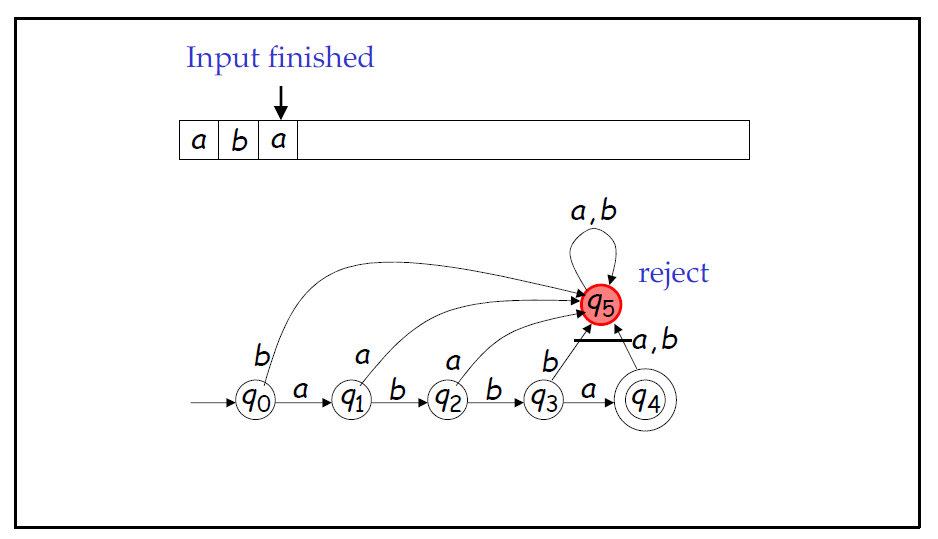 Input finished
a b a
a,b
reject
q5
b a a b a,b
q0 a q1 b q2 b q3 a q4